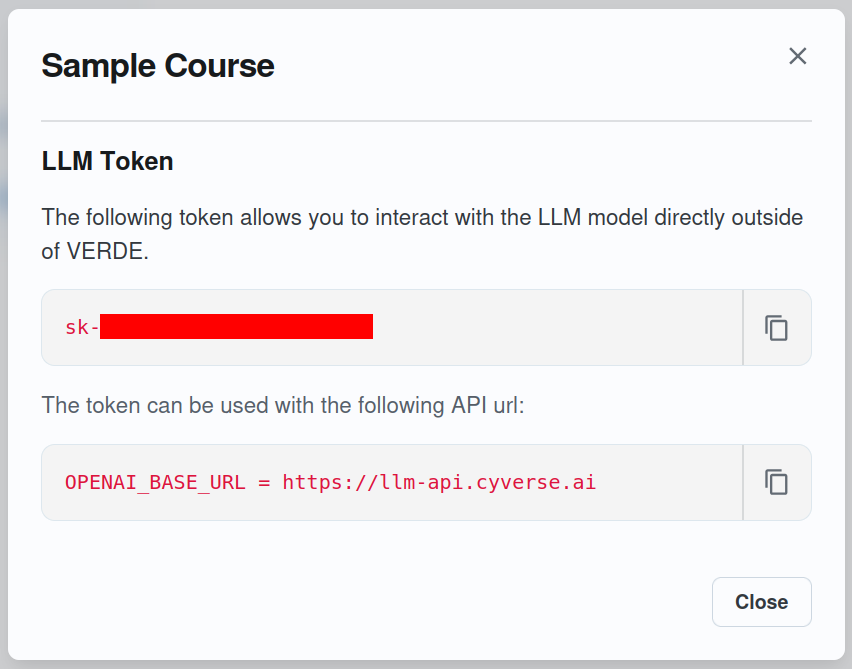 Sample Course
LLM Token
The following token allows you to interact with the LLM model directly outside
of VERDE.
sk-
The token can be used with the following API url:
OPENAI_BASE_URL = https://llm-api.cyverse.ai
Close